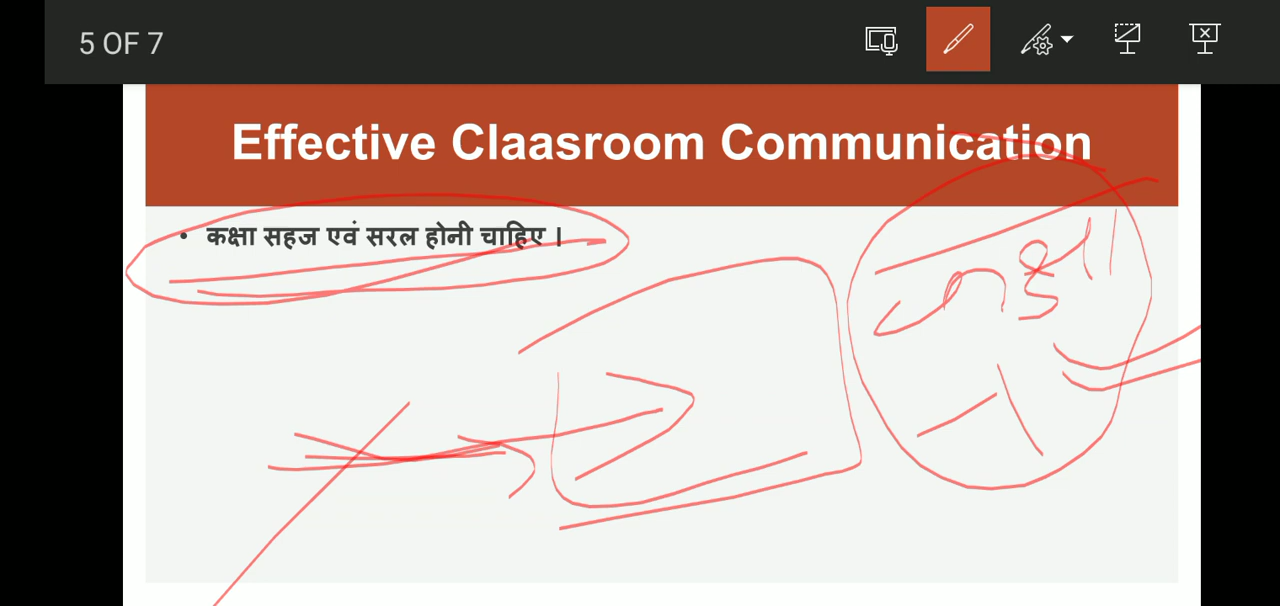 5 OF 7
Effective Claasroom Communication
• कक्षा सहज एवं सरल होनी चाहिए ।